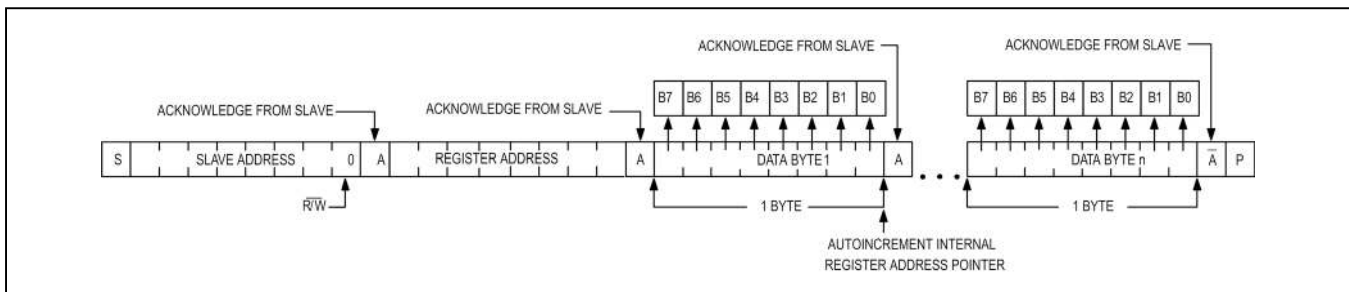 ACKNOWLEDGE FROM SLAVE
ACKNOWLEDGE FROM SLAVE
B7 B6 B5 B4 B3 B2 B1 B0
B7 B6 B5 B4 B3 B2 B1 B0
ACKNOWLEDGE FROM SLAVE
ACKNOWLEDGE FROM SLAVE
S SLAVE ADDRESS 0 A REGISTER ADDRESS A DATA BYTE 1 A ... DATA BYTE n A̅ P
R/W̅
1 BYTE
1 BYTE
AUTOINCREMENT INTERNAL
REGISTER ADDRESS POINTER